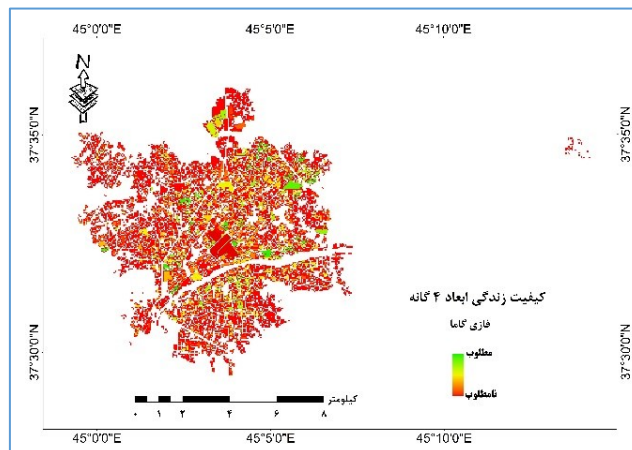 45°0'0"E 45°5'0"E 45°10'0"E
N
37°35'0"N 37°35'0"N
کیفیت زندگی ابعاد ۴ گانه
فازی گاما
مطلوب
نامطلوب
37°30'0"N 37°30'0"N
کیلومتر
۰ ۱ ۲ ۴ ۶ ۸
45°0'0"E 45°5'0"E 45°10'0"E